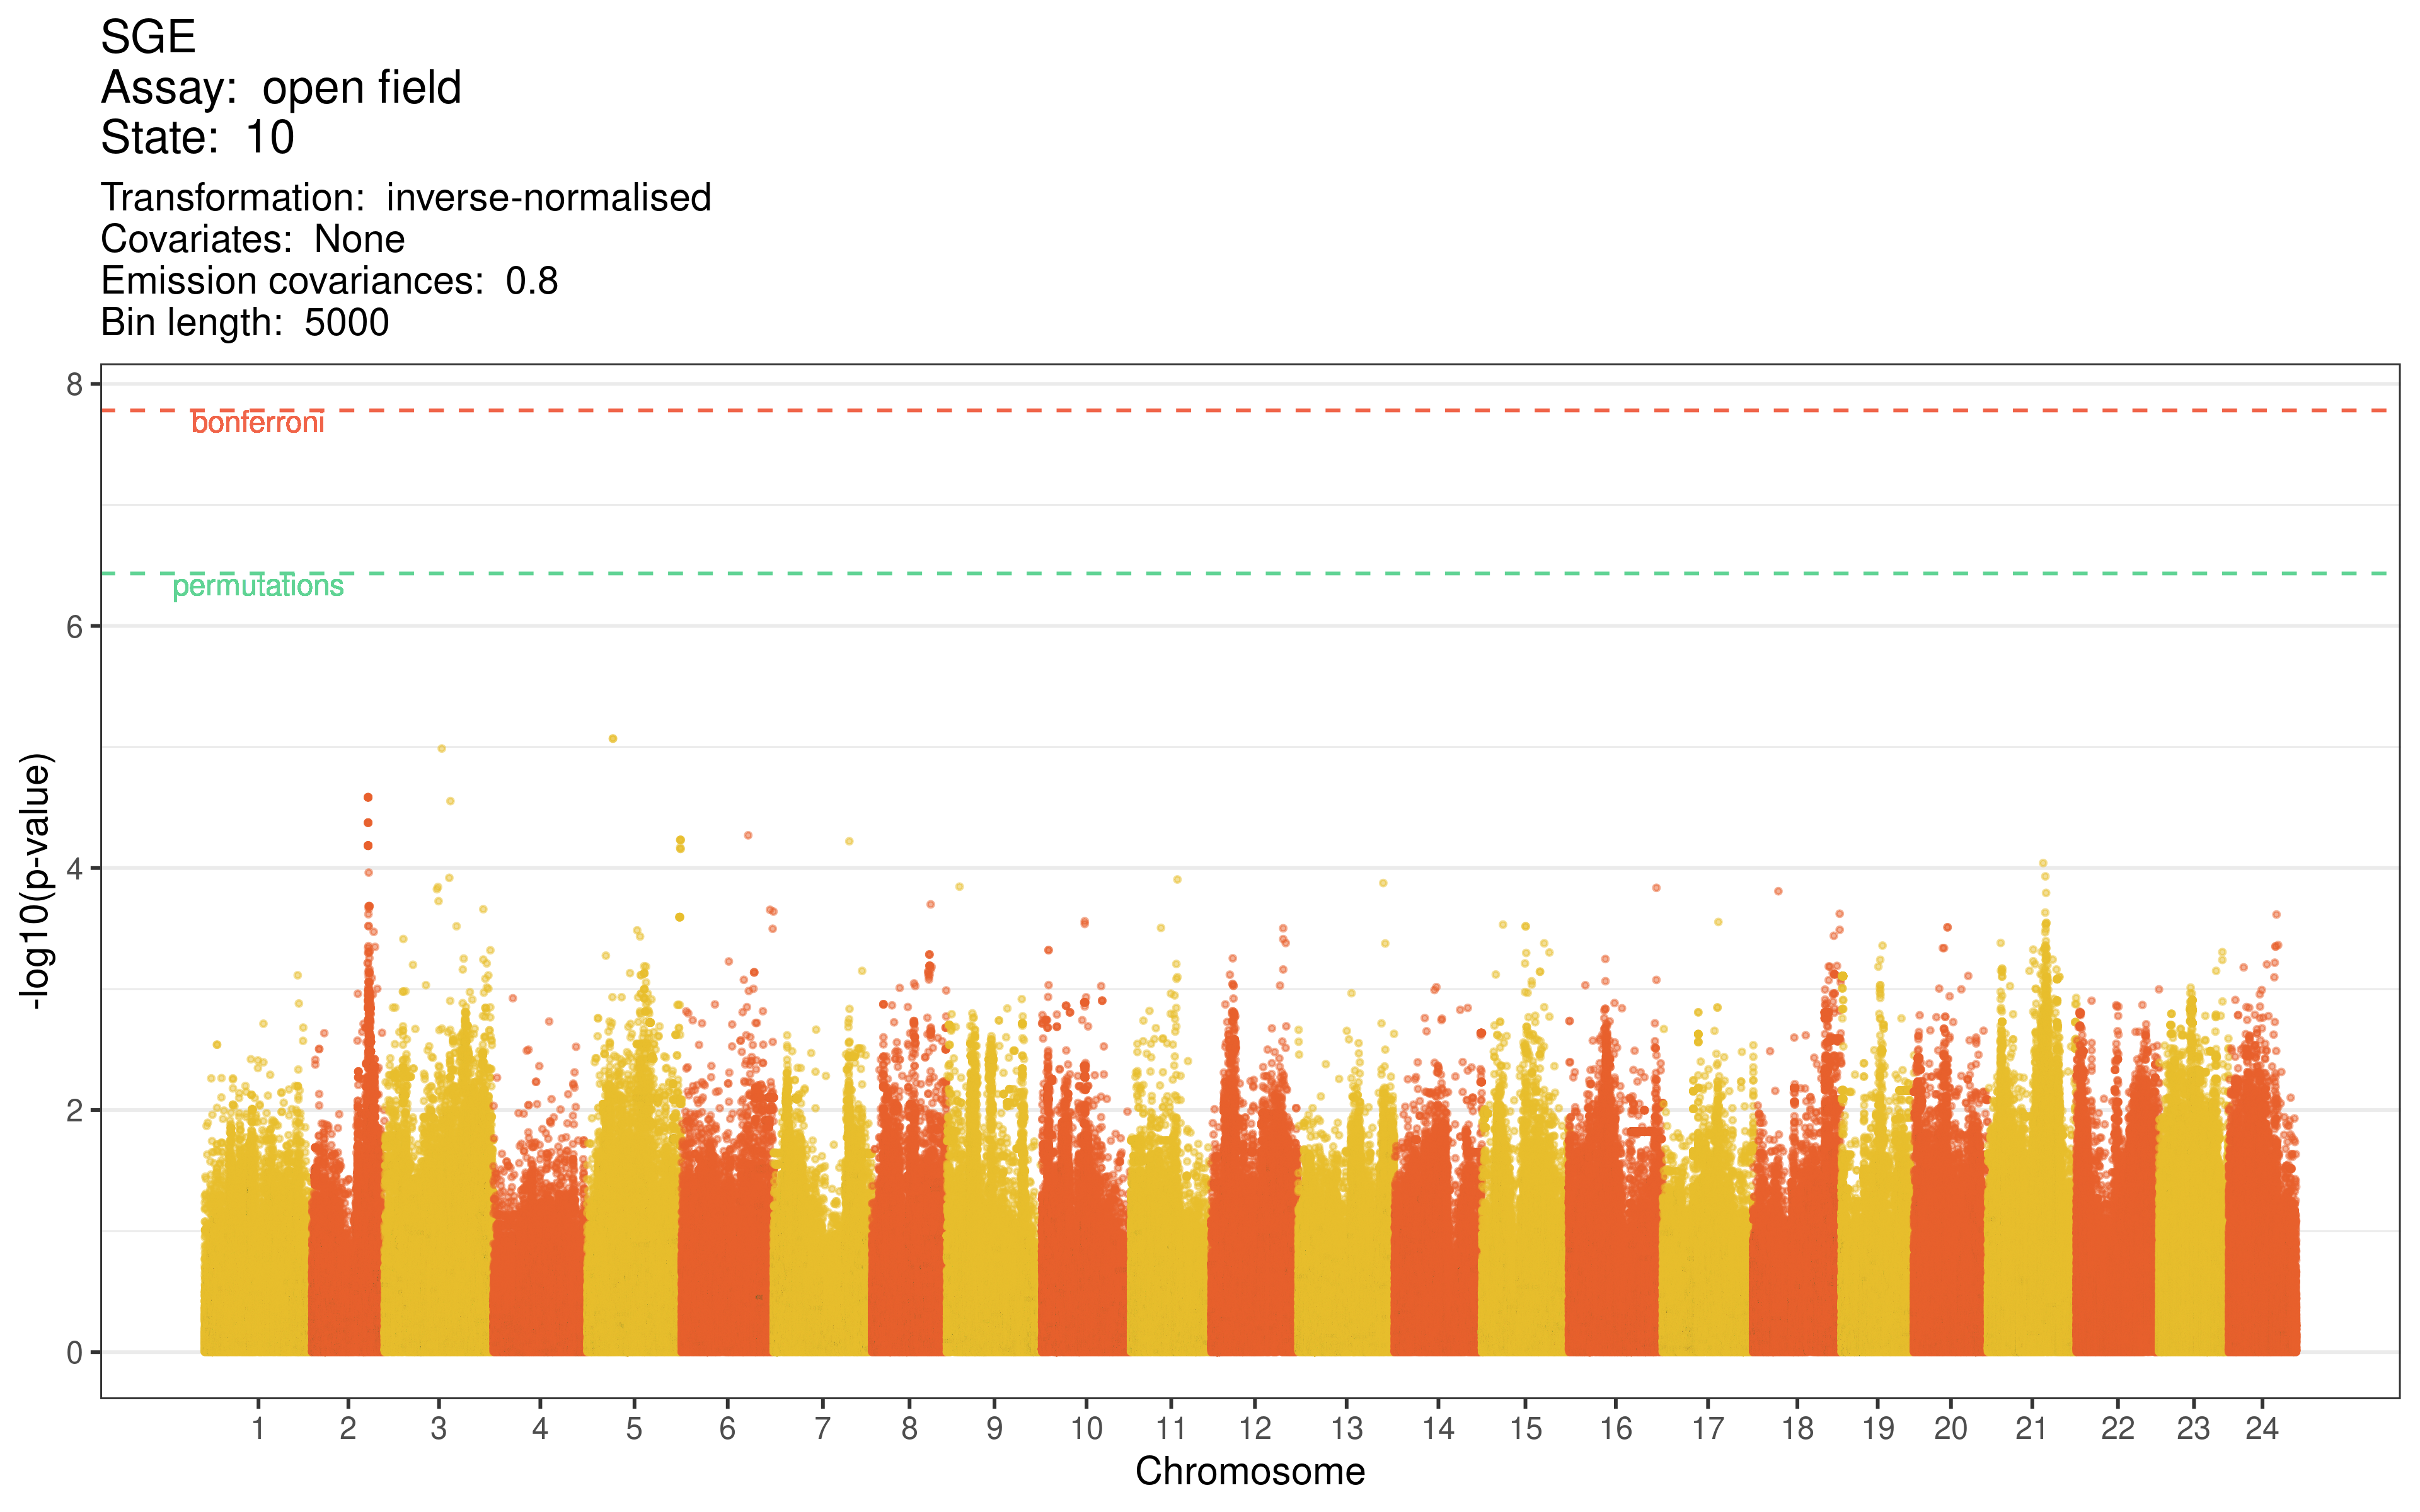 SGE
Assay:  open field
State:  10
Transformation:  inverse-normalised
Covariates:  None
Emission covariances:  0.8
Bin length:  5000
8
bonferroni
permutations
6
4
2
0
-log10(p-value)
1 2 3 4 5 6 7 8 9 10 11 12 13 14 15 16 17 18 19 20 21 22 23 24
Chromosome